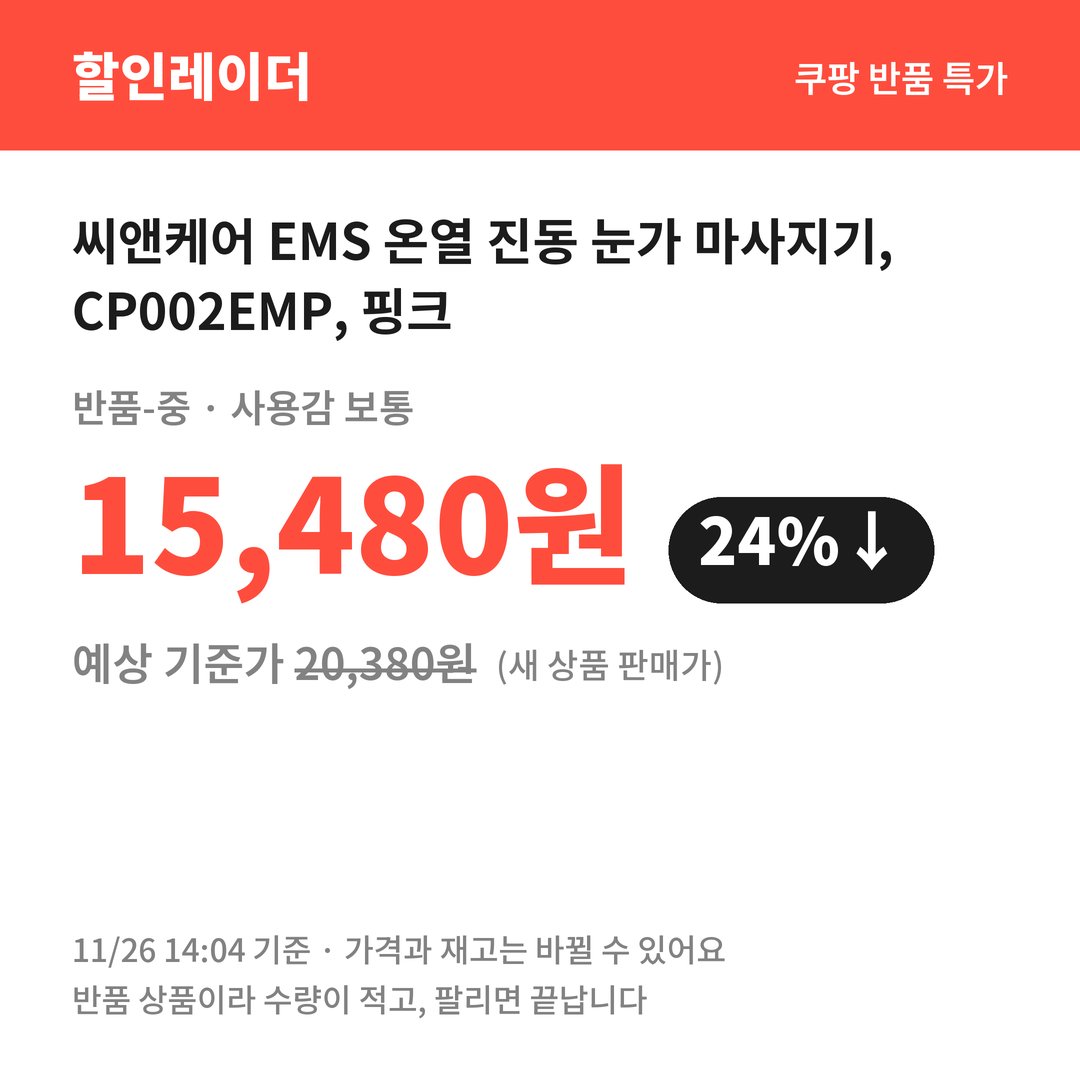 할인레이더
쿠팡 반품 특가
씨앤케어 EMS 온열 진동 눈가 마사지기,
CP002EMP, 핑크
반품-중 · 사용감 보통
15,480원
24%↓
예상 기준가 20,380원 (새 상품 판매가)
11/26 14:04 기준 · 가격과 재고는 바뀔 수 있어요
반품 상품이라 수량이 적고, 팔리면 끝납니다